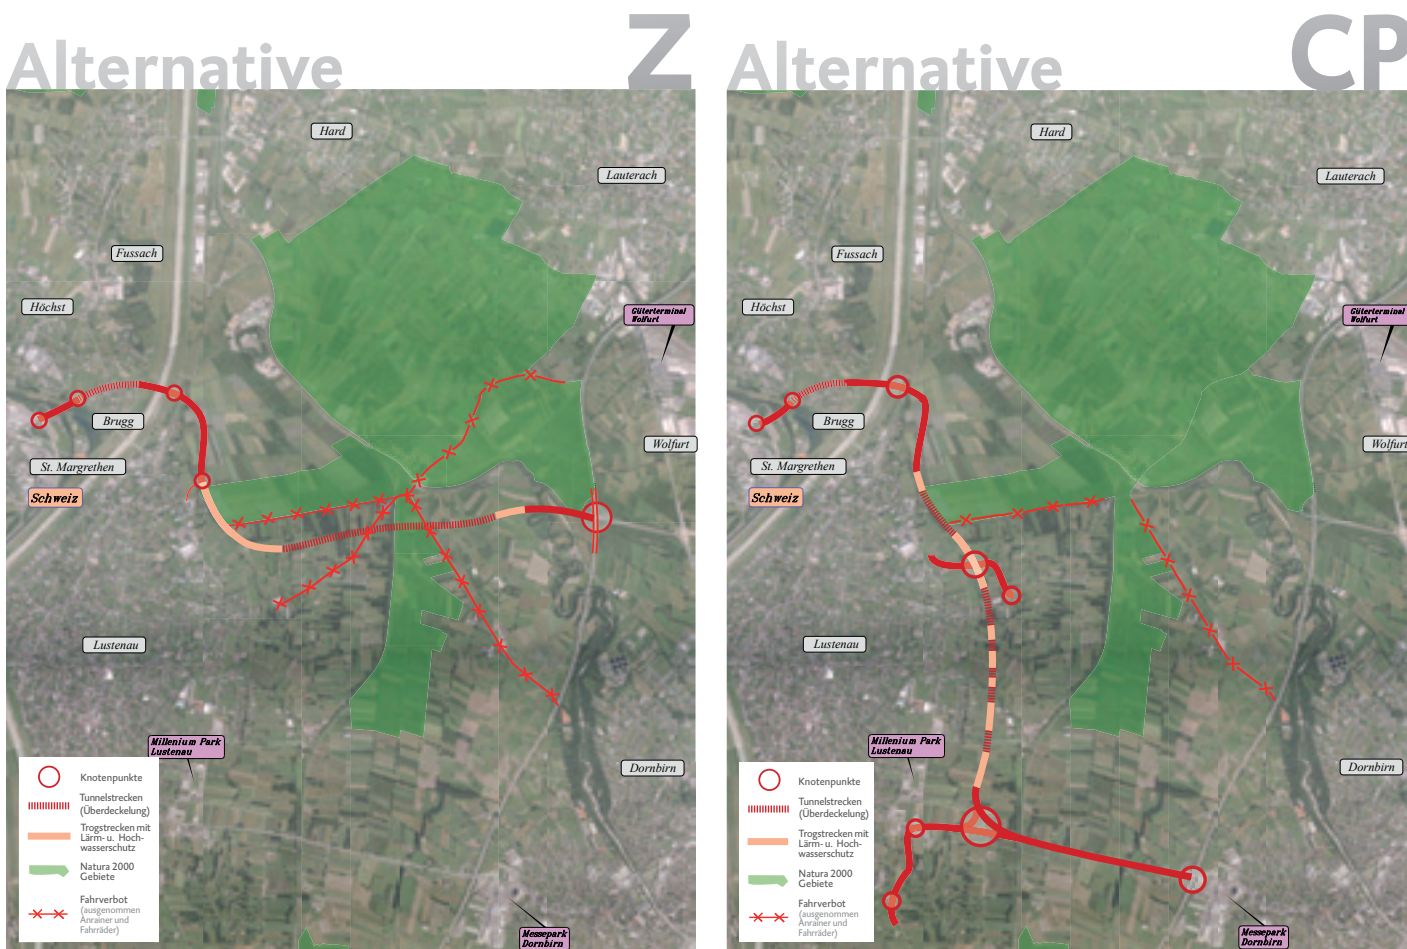 Alternative Z
Hard
Lauterach
Fussach
Höchst
Güterterminal
Wolfurt
Brugg
Wolfurt
St. Margrethen
Schweiz
Lustenau
Millenium Park
Lustenau
Dornbirn
Knotenpunkte
Tunnelstrecken
(Überdeckelung)
Trogstrecken mit
Lärm- u. Hoch-
wasserschutz
Natura 2000
Gebiete
Fahrverbot
(ausgenommen
Anrainer und
Fahrräder)
Messepark
Dornbirn
Alternative CP
Hard
Lauterach
Fussach
Höchst
Güterterminal
Wolfurt
Brugg
Wolfurt
St. Margrethen
Schweiz
Lustenau
Millenium Park
Lustenau
Dornbirn
Knotenpunkte
Tunnelstrecken
(Überdeckelung)
Trogstrecken mit
Lärm- u. Hoch-
wasserschutz
Natura 2000
Gebiete
Fahrverbot
(ausgenommen
Anrainer und
Fahrräder)
Messepark
Dornbirn